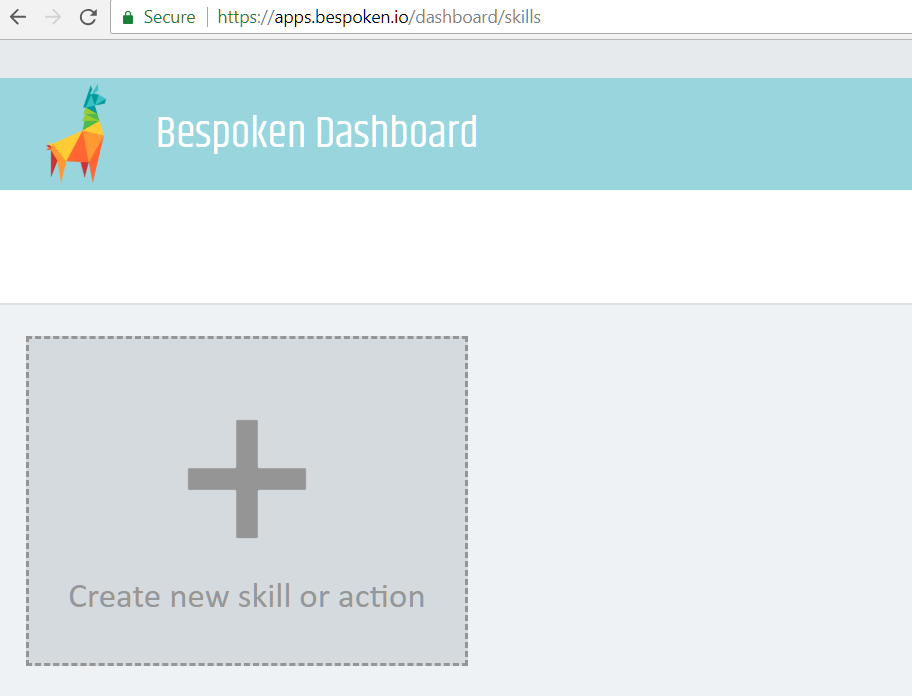 Secure https://apps.bespoken.io/dashboard/skills
Bespoken Dashboard
Create new skill or action